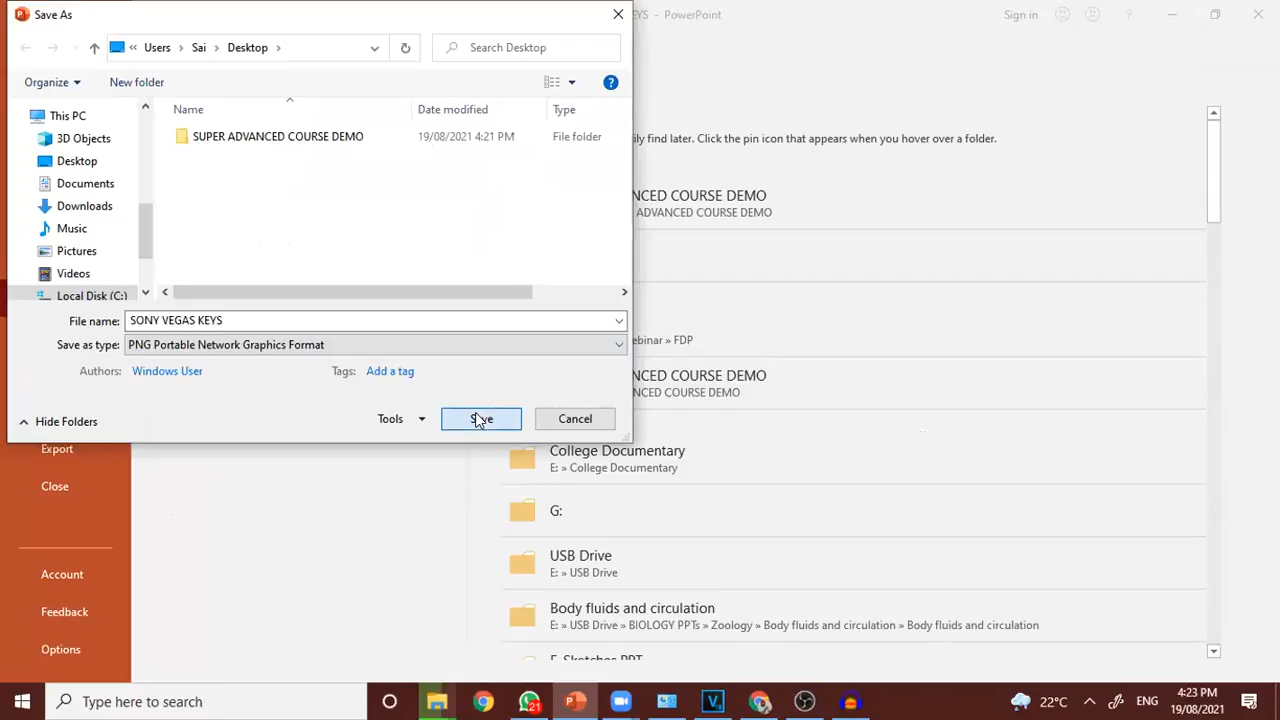 Save As
EYS - PowerPoint
Sign in
« Users › Sai › Desktop ›
Search Desktop
Organize
New folder
This PC
3D Objects
Desktop
Documents
Downloads
Music
Pictures
Videos
Local Disk (C:)
Name
Date modified
Type
SUPER ADVANCED COURSE DEMO
19/08/2021 4:21 PM
File folder
File name:
SONY VEGAS KEYS
Save as type:
PNG Portable Network Graphics Format
Authors:
Windows User
Tags:
Add a tag
Hide Folders
Tools
Save
Cancel
ily find later. Click the pin icon that appears when you hover over a folder.
NCED COURSE DEMO
ADVANCED COURSE DEMO
ebinar » FDP
NCED COURSE DEMO
NCED COURSE DEMO
College Documentary
E: » College Documentary
G:
USB Drive
E: » USB Drive
Body fluids and circulation
E: » USB Drive » BIOLOGY PPTs » Zoology » Body fluids and circulation » Body fluids and circulation
E-Sketches PPT
Export
Close
Account
Feedback
Options
Type here to search
21
22°C
ENG
4:23 PM
19/08/2021